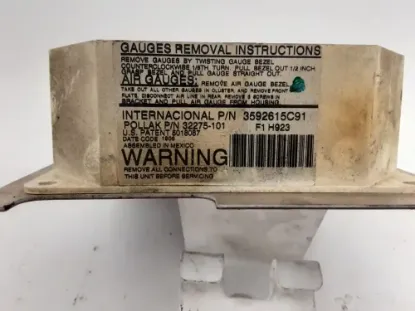 GAUGES REMOVAL INSTRUCTIONS
REMOVE GAUGES BY TWISTING GAUGE BEZEL
COUNTERCLOCKWISE 1/8TH TURN. PULL BEZEL OUT 1/2 INCH
GRASP BEZEL AND PULL GAUGE STRAIGHT OUT.
AIR GAUGES: REMOVE AIR GAUGE BEZEL
TAKE OUT ALL OTHER GAUGES IN CLUSTER, AND REMOVE FRONT
PLATE. DISCONNECT AIR LINE IN REAR. REMOVE SCREWS IN
BRACKET AND PULL AIR GAUGE FROM HOUSING
INTERNACIONAL P/N 3592615C91
POLLAK P/N 32275-101 F1 H923
U.S. PATENT 6018087
DATE CODE
ASSEMBLED IN MEXICO
WARNING
REMOVE ALL CONNECTIONS TO
THIS UNIT BEFORE SERVICING